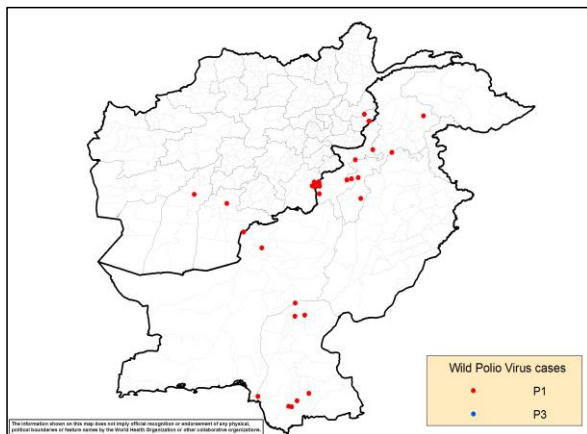 Wild Polio Virus cases
P1
P3
The information shown on this map does not imply official recognition or endorsement of any physical,
political boundaries or feature names by the World Health Organization or other collaborative organizations.